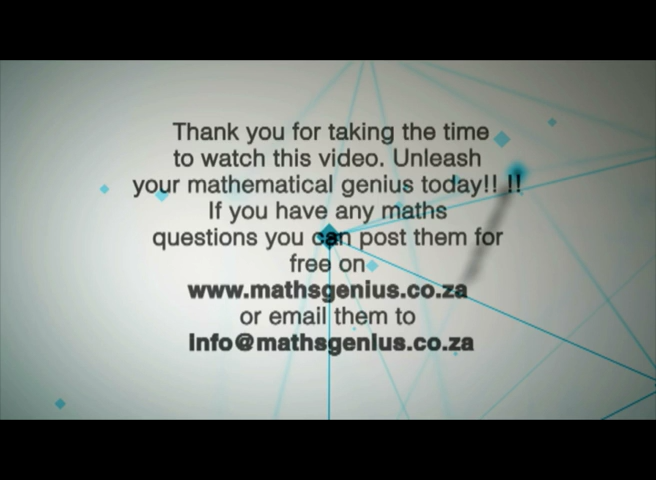 Thank you for taking the time
to watch this video. Unleash
your mathematical genius today!! !!
If you have any maths
questions you can post them for
free on
www.mathsgenius.co.za
or email them to
info@mathsgenius.co.za